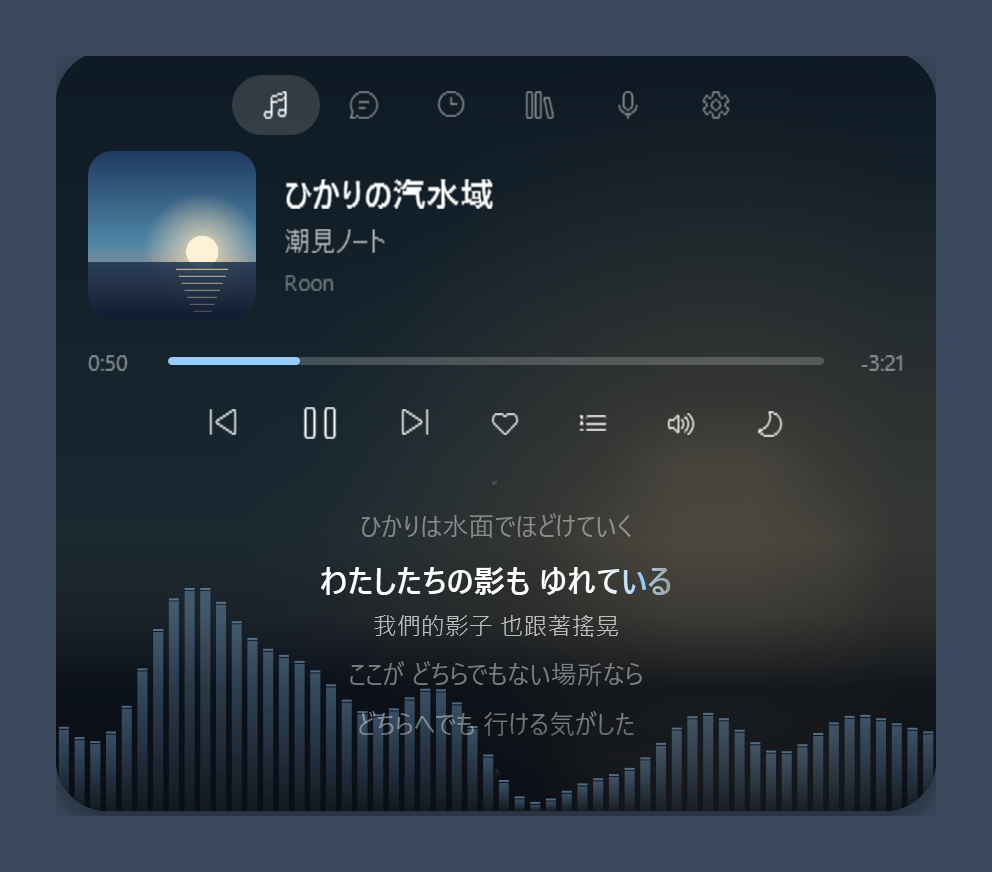 ひかりの汽水域
潮見ノート
Roon
0:50
-3:21
ひかりは水面でほどけていく
わたしたちの影も ゆれている
我們的影子 也跟著搖晃
ここが どちらでもない場所なら
どちらへでも 行ける気がした